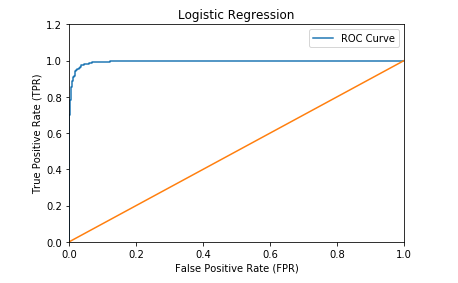 Logistic Regression
1.2
1.0
0.8
0.6
0.4
0.2
0.0
True Positive Rate (TPR)
ROC Curve
0.0 0.2 0.4 0.6 0.8 1.0
False Positive Rate (FPR)